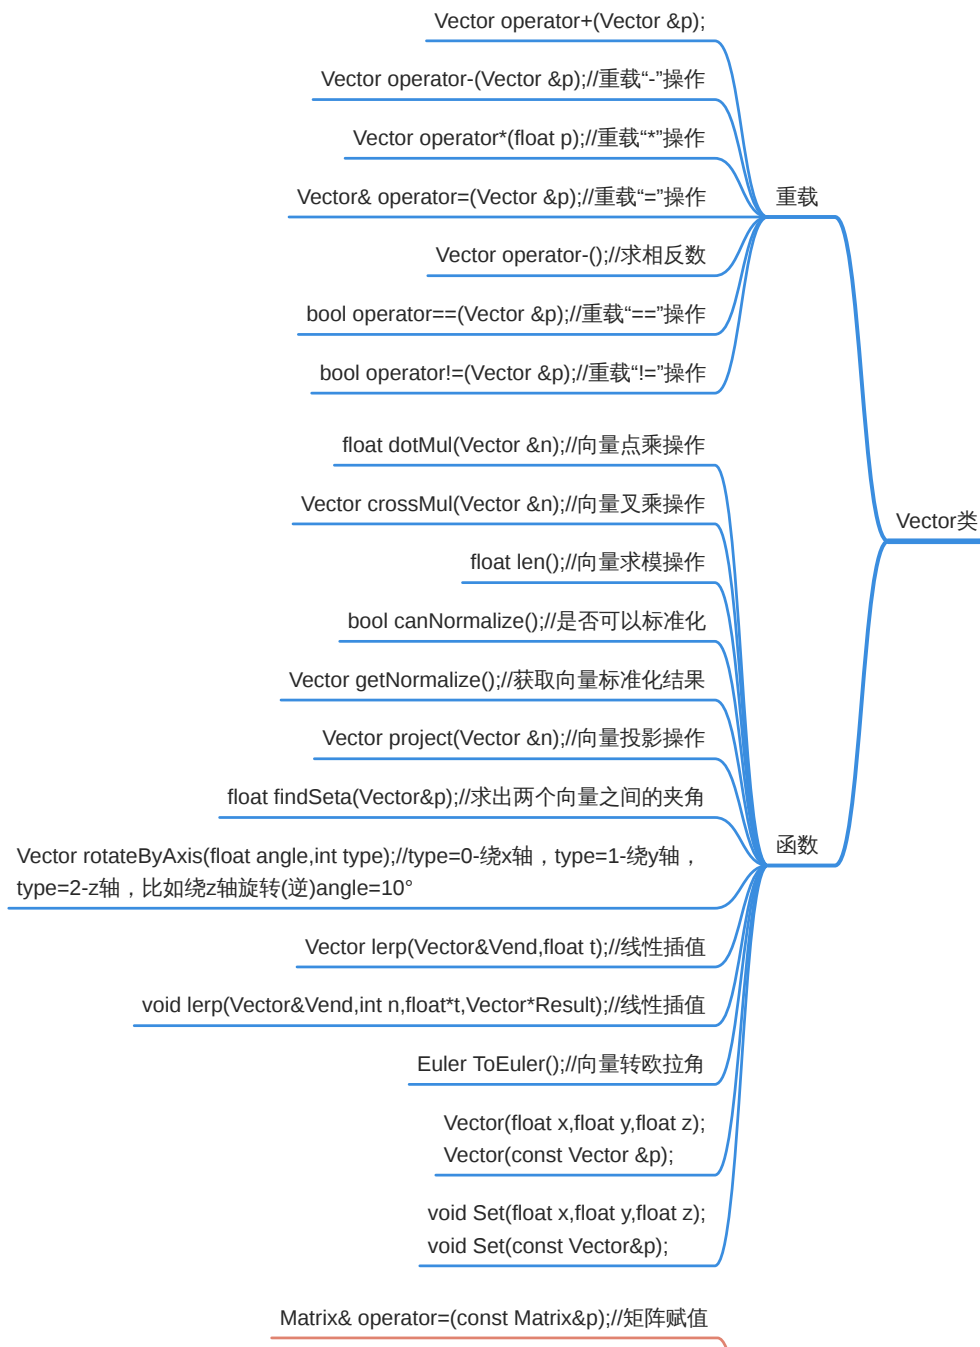 Vector operator+(Vector &p);
Vector operator-(Vector &p);//重载“-”操作
Vector operator*(float p);//重载“*”操作
Vector& operator=(Vector &p);//重载“=”操作
重载
Vector operator-();//求相反数
bool operator==(Vector &p);//重载“==”操作
bool operator!=(Vector &p);//重载“!=”操作
float dotMul(Vector &n);//向量点乘操作
Vector crossMul(Vector &n);//向量叉乘操作
Vector类
float len();//向量求模操作
bool canNormalize();//是否可以标准化
Vector getNormalize();//获取向量标准化结果
Vector project(Vector &n);//向量投影操作
float findSeta(Vector&p);//求出两个向量之间的夹角
函数
Vector rotateByAxis(float angle,int type);//type=0-绕x轴，type=1-绕y轴，
type=2-z轴，比如绕z轴旋转(逆)angle=10°
Vector lerp(Vector&Vend,float t);//线性插值
void lerp(Vector&Vend,int n,float*t,Vector*Result);//线性插值
Euler ToEuler();//向量转欧拉角
Vector(float x,float y,float z);
Vector(const Vector &p);
void Set(float x,float y,float z);
void Set(const Vector&p);
Matrix& operator=(const Matrix&p);//矩阵赋值